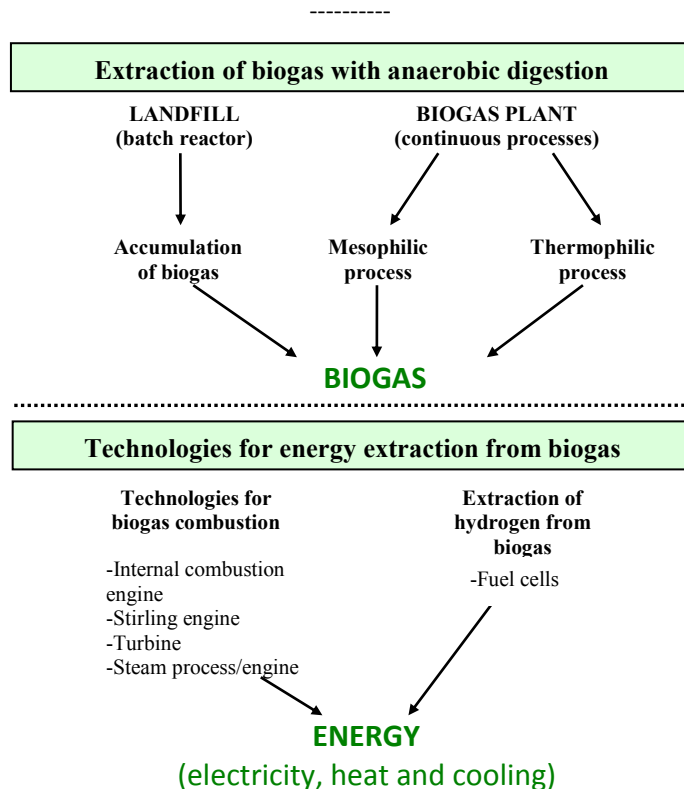 ----------
Extraction of biogas with anaerobic digestion
LANDFILL
(batch reactor)
BIOGAS PLANT
(continuous processes)
Accumulation
of biogas
Mesophilic
process
Thermophilic
process
BIOGAS
Technologies for energy extraction from biogas
Technologies for
biogas combustion
-Internal combustion
engine
-Stirling engine
-Turbine
-Steam process/engine
Extraction of
hydrogen from
biogas
-Fuel cells
ENERGY
(electricity, heat and cooling)